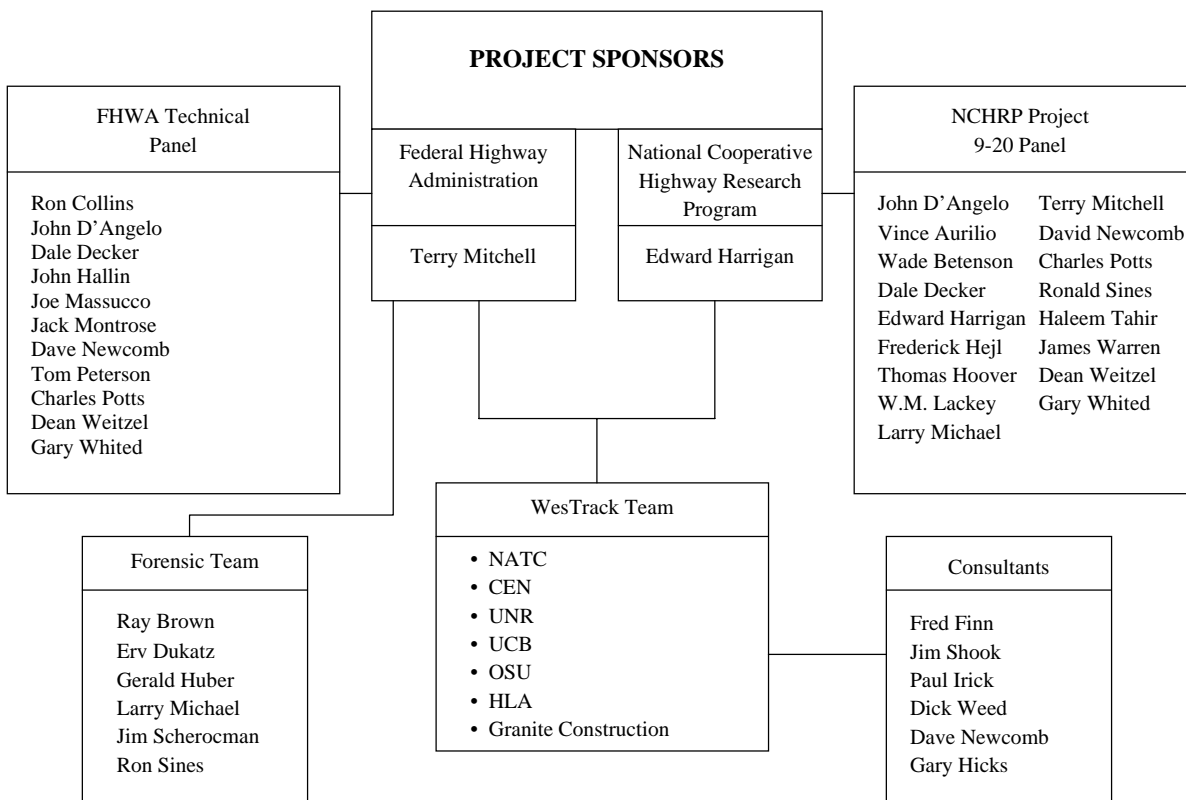 PROJECT SPONSORS
FHWA Technical
Panel
Ron Collins
John D’Angelo
Dale Decker
John Hallin
Joe Massucco
Jack Montrose
Dave Newcomb
Tom Peterson
Charles Potts
Dean Weitzel
Gary Whited
Federal Highway
Administration
Terry Mitchell
National Cooperative
Highway Research
Program
Edward Harrigan
NCHRP Project
9-20 Panel
John D’Angelo
Vince Aurilio
Wade Betenson
Dale Decker
Edward Harrigan
Frederick Hejl
Thomas Hoover
W.M. Lackey
Larry Michael
Terry Mitchell
David Newcomb
Charles Potts
Ronald Sines
Haleem Tahir
James Warren
Dean Weitzel
Gary Whited
Forensic Team
Ray Brown
Erv Dukatz
Gerald Huber
Larry Michael
Jim Scherocman
Ron Sines
WesTrack Team
• NATC
• CEN
• UNR
• UCB
• OSU
• HLA
• Granite Construction
Consultants
Fred Finn
Jim Shook
Paul Irick
Dick Weed
Dave Newcomb
Gary Hicks